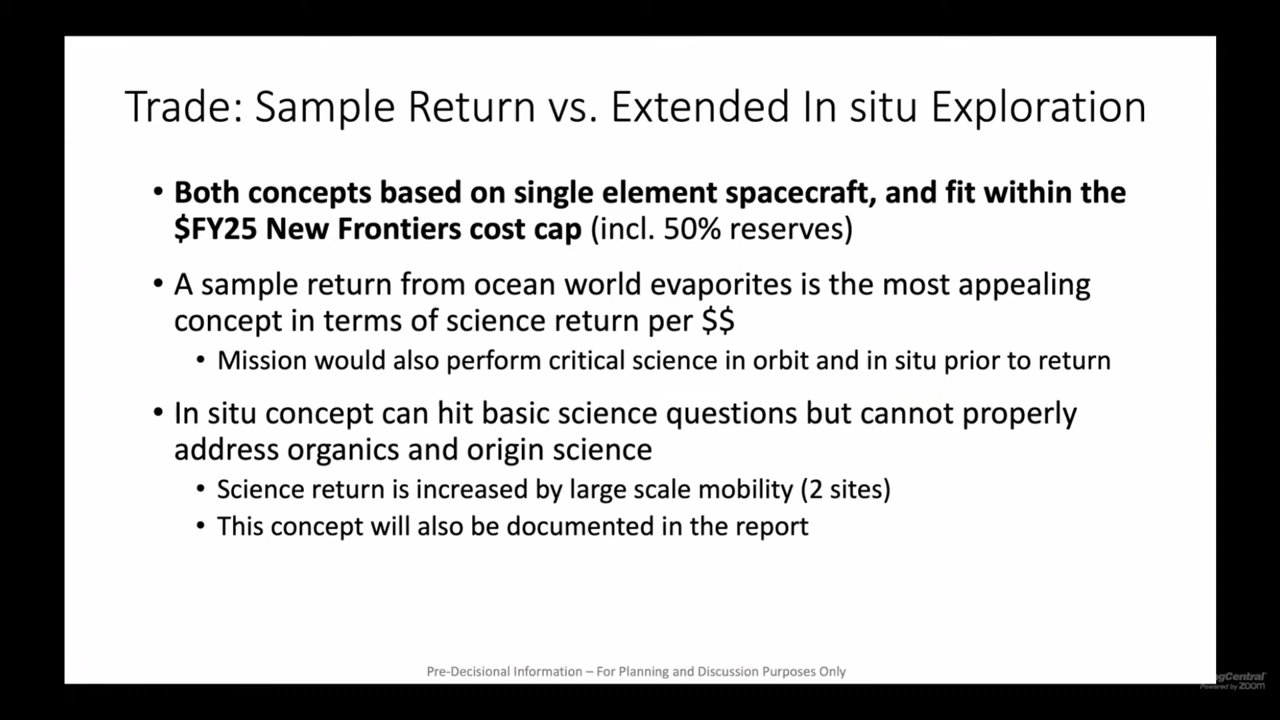 Trade: Sample Return vs. Extended In situ Exploration
• Both concepts based on single element spacecraft, and fit within the
$FY25 New Frontiers cost cap (incl. 50% reserves)
• A sample return from ocean world evaporites is the most appealing
concept in terms of science return per $$
• Mission would also perform critical science in orbit and in situ prior to return
• In situ concept can hit basic science questions but cannot properly
address organics and origin science
• Science return is increased by large scale mobility (2 sites)
• This concept will also be documented in the report
Pre-Decisional Information – For Planning and Discussion Purposes Only
Powered by zoom